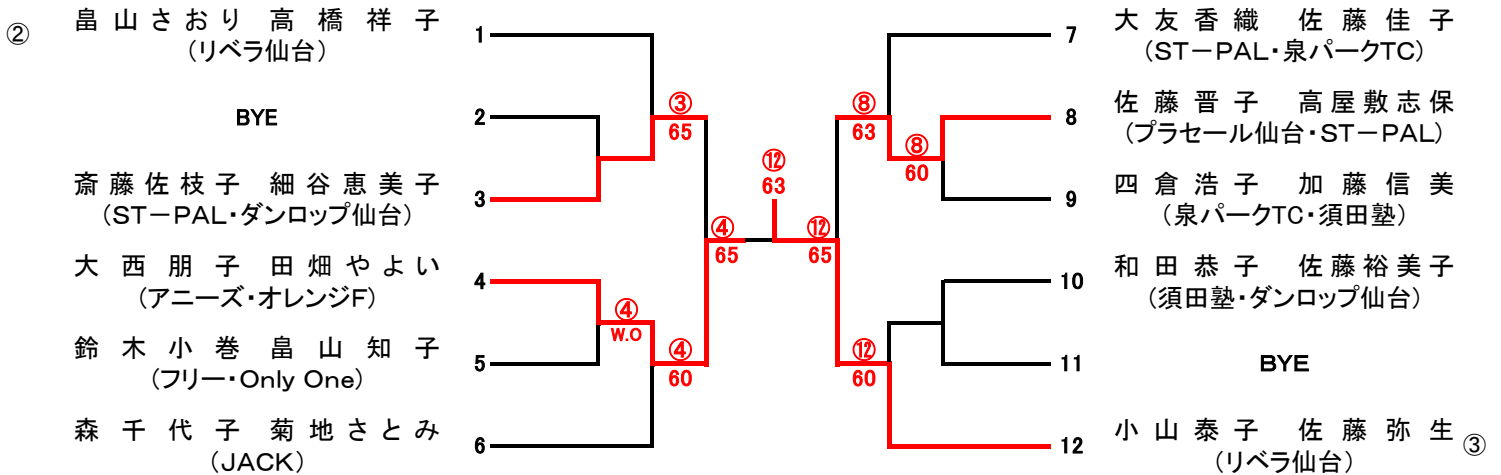 ② 畠山さおり 高橋祥子 1
(リベラ仙台)
BYE 2
斎藤佐枝子 細谷恵美子 3
(ST-PAL・ダンロップ仙台)
大西朋子 田畑やよい 4
(アニーズ・オレンジF)
鈴木小巻 畠山知子 5
(フリー・Only One)
森千代子 菊地さとみ 6
(JACK)
③
65
④
W.O
④
60
④
65
⑫
63
⑫
65
⑧
63
⑧
60
⑫
60
7 大友香織 佐藤佳子
(ST-PAL・泉パークTC)
8 佐藤晋子 高屋敷志保
(プラセール仙台・ST-PAL)
9 四倉浩子 加藤信美
(泉パークTC・須田塾)
10 和田恭子 佐藤裕美子
(須田塾・ダンロップ仙台)
11 BYE
12 小山泰子 佐藤弥生 ③
(リベラ仙台)